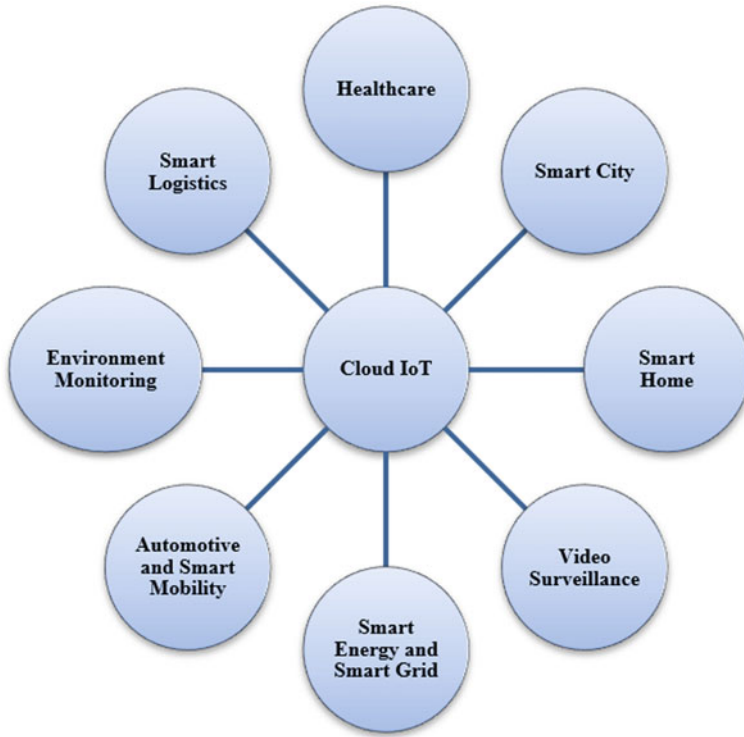 Healthcare
Smart
Logistics
Smart City
Environment
Monitoring
Cloud IoT
Smart
Home
Automotive
and Smart
Mobility
Video
Surveillance
Smart
Energy and
Smart Grid